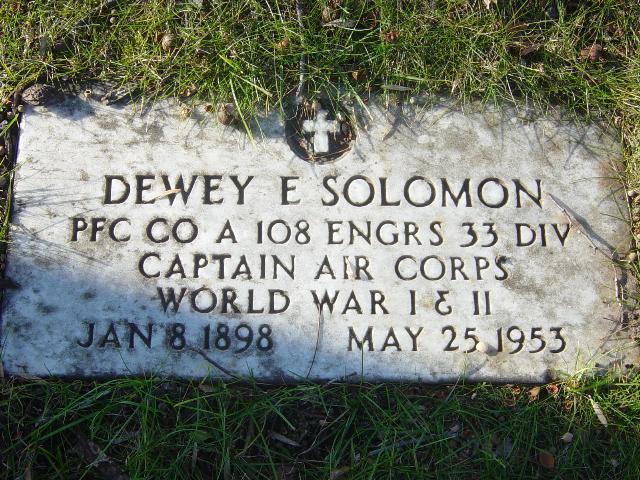 DEWEY E SOLOMON
PFC CO A 108 ENGRS 33 DIV
CAPTAIN AIR CORPS
WORLD WAR I & II
JAN 8 1898 MAY 25 1953